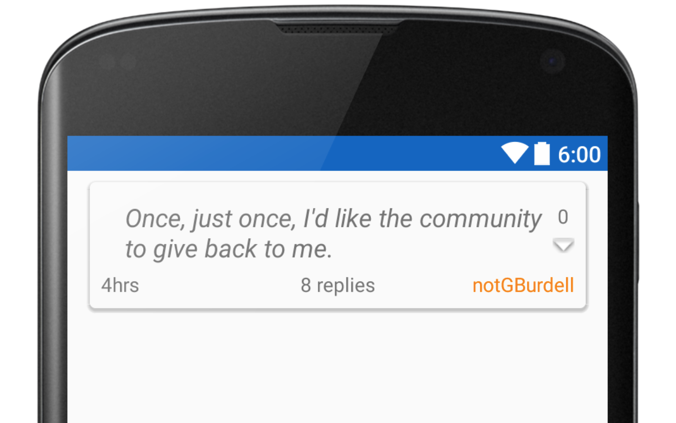 6:00
Once, just once, I'd like the community
to give back to me.
0
4hrs 8 replies notGBurdell